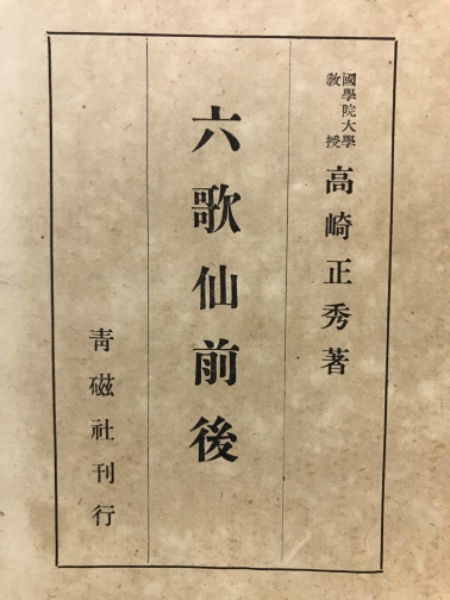 國學院大學
教授
高崎正秀著
六歌仙前後
靑磁社刊行